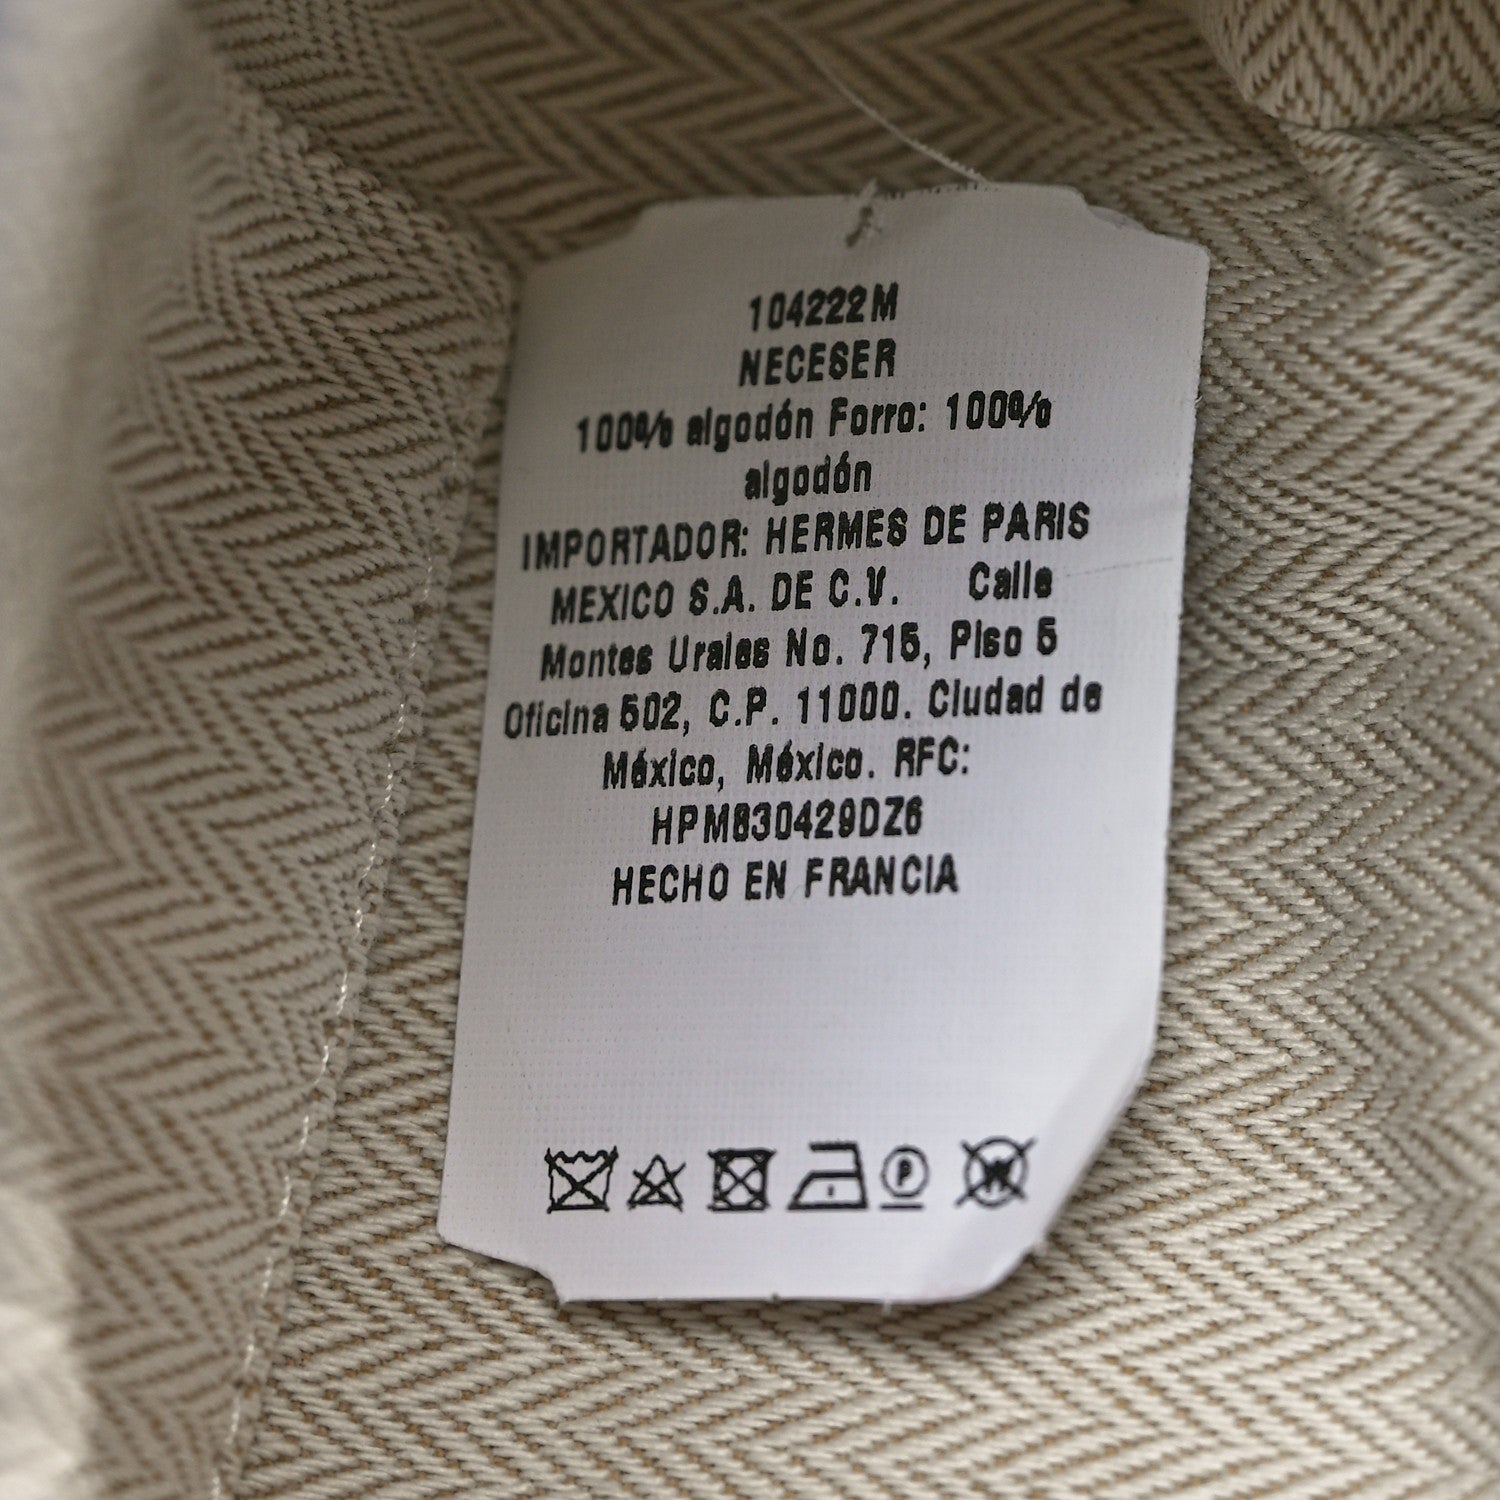 104222M
NECESER
100% algodón Forro: 100%
algodón
IMPORTADOR: HERMES DE PARIS
MEXICO S.A. DE C.V. Calle
Montes Urales No. 715, Piso 5
Oficina 502, C.P. 11000. Ciudad de
México, México. RFC:
HPM830429DZ6
HECHO EN FRANCIA
P W